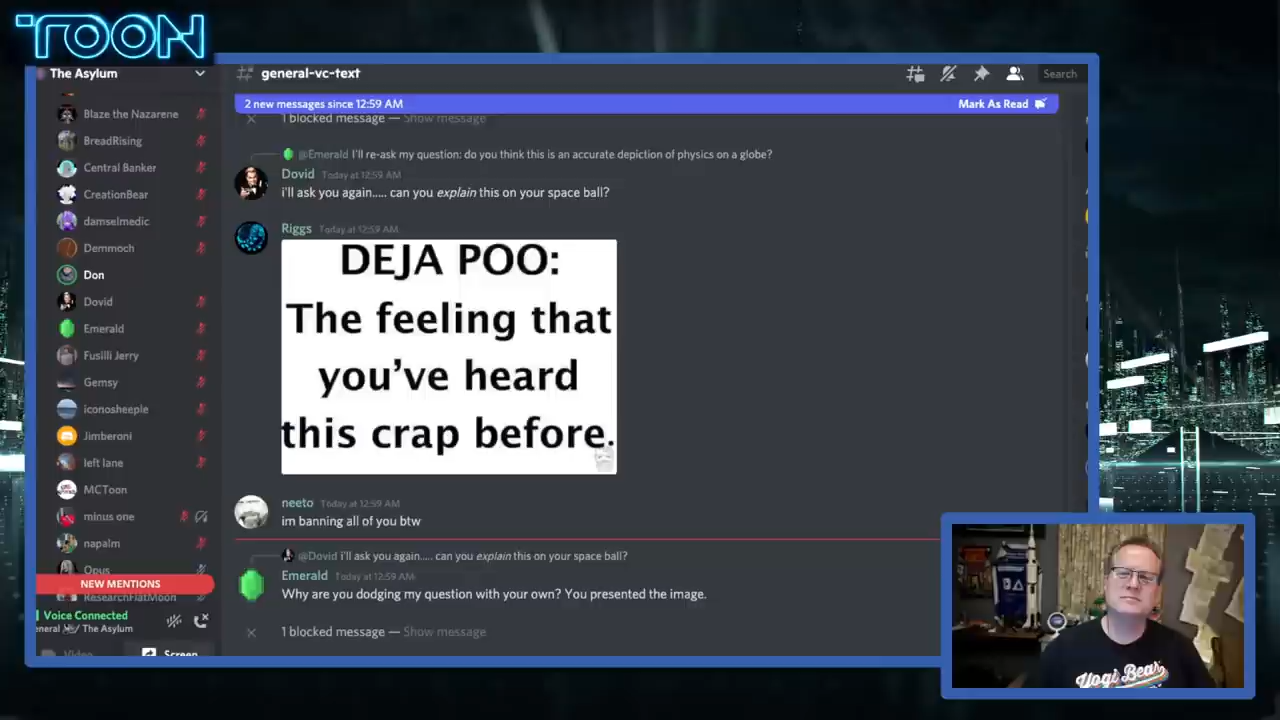 TOON
The Asylum
general-vc-text
Search
2 new messages since 12:59 AM
Mark As Read
1 blocked message — Show message
Blaze the Nazarene
BreadRising
Central Banker
CreationBear
damselmedic
Demmoch
Don
Dovid
Emerald
Fusilli Jerry
Gemsy
iconosheeple
Jimberoni
left lane
MCToon
minus one
napalm
Opus
NEW MENTIONS
ResearchFlatMoon
Voice Connected
eneral / The Asylum
Video
Screen
@Emerald I'll re-ask my question: do you think this is an accurate depiction of physics on a globe?
Dovid Today at 12:59 AM
i'll ask you again..... can you explain this on your space ball?
Riggs Today at 12:59 AM
DEJA POO:
The feeling that
you've heard
this crap before.
neeto Today at 12:59 AM
im banning all of you btw
@Dovid i'll ask you again..... can you explain this on your space ball?
Emerald Today at 12:59 AM
Why are you dodging my question with your own? You presented the image.
1 blocked message — Show message
Yogi Bear